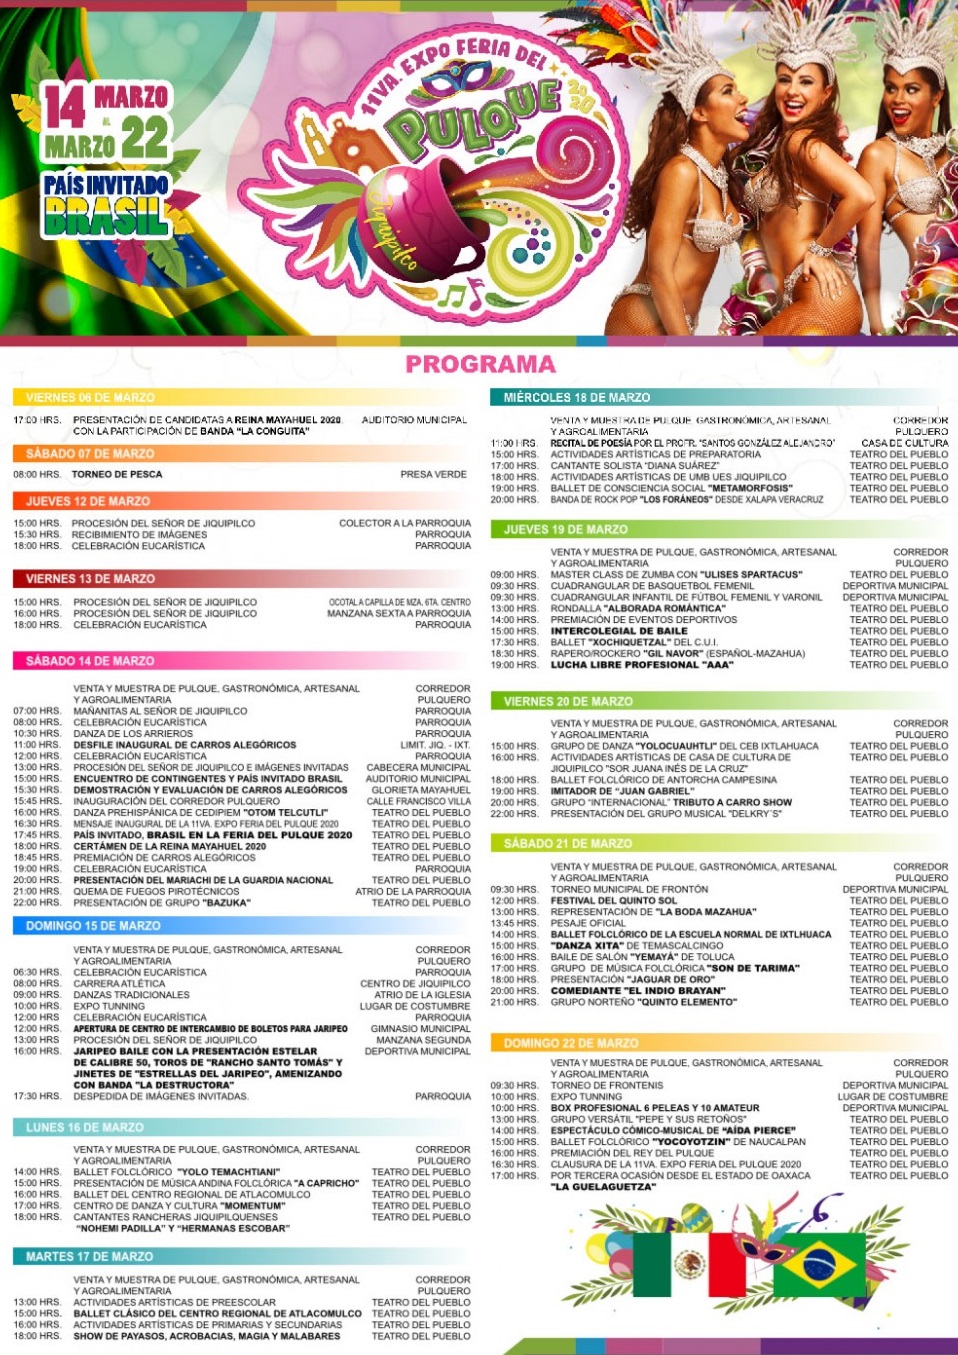 14 MARZO
AL
MARZO 22
PAÍS INVITADO
BRASIL
11VA. EXPO FERIA DEL
PULQUE
2020
Jiquipilco
PROGRAMA
VIERNES 06 DE MARZO
17:00 HRS. PRESENTACIÓN DE CANDIDATAS A REINA MAYAHUEL 2020, AUDITORIO MUNICIPAL
CON LA PARTICIPACIÓN DE BANDA “LA CONGUITA”
SÁBADO 07 DE MARZO
08:00 HRS. TORNEO DE PESCA PRESA VERDE
JUEVES 12 DE MARZO
15:00 HRS. PROCESIÓN DEL SEÑOR DE JIQUIPILCO COLECTOR A LA PARROQUIA
15:30 HRS. RECIBIMIENTO DE IMÁGENES PARROQUIA
18:00 HRS. CELEBRACIÓN EUCARÍSTICA PARROQUIA
VIERNES 13 DE MARZO
15:00 HRS. PROCESIÓN DEL SEÑOR DE JIQUIPILCO OCOTAL A CAPILLA DE MZA. 6TA. CENTRO
16:00 HRS. PROCESIÓN DEL SEÑOR DE JIQUIPILCO MANZANA SEXTA A PARROQUIA
18:00 HRS. CELEBRACIÓN EUCARÍSTICA PARROQUIA
SÁBADO 14 DE MARZO
VENTA Y MUESTRA DE PULQUE, GASTRONÓMICA, ARTESANAL CORREDOR
Y AGROALIMENTARIA PULQUERO
07:00 HRS. MAÑANITAS AL SEÑOR DE JIQUIPILCO PARROQUIA
08:00 HRS. CELEBRACIÓN EUCARÍSTICA PARROQUIA
10:30 HRS. DANZA DE LOS ARRIEROS PARROQUIA
11:00 HRS. DESFILE INAUGURAL DE CARROS ALEGÓRICOS LIMIT. JIQ. - IXT.
12:00 HRS. CELEBRACIÓN EUCARÍSTICA PARROQUIA
13:00 HRS. PROCESIÓN DEL SEÑOR DE JIQUIPILCO E IMÁGENES INVITADAS CABECERA MUNICIPAL
15:00 HRS. ENCUENTRO DE CONTINGENTES Y PAÍS INVITADO BRASIL AUDITORIO MUNICIPAL
15:30 HRS. DEMOSTRACIÓN Y EVALUACIÓN DE CARROS ALEGÓRICOS GLORIETA MAYAHUEL
15:45 HRS. INAUGURACIÓN DEL CORREDOR PULQUERO CALLE FRANCISCO VILLA
16:00 HRS. DANZA PREHISPÁNICA DE CEDIPIEM "OTOM TELCUTLI" TEATRO DEL PUEBLO
16:30 HRS. MENSAJE INAUGURAL DE LA 11VA. EXPO FERIA DEL PULQUE 2020 TEATRO DEL PUEBLO
17:45 HRS. PAÍS INVITADO, BRASIL EN LA FERIA DEL PULQUE 2020 TEATRO DEL PUEBLO
18:00 HRS. CERTÁMEN DE LA REINA MAYAHUEL 2020 TEATRO DEL PUEBLO
18:45 HRS. PREMIACIÓN DE CARROS ALEGÓRICOS TEATRO DEL PUEBLO
19:00 HRS. CELEBRACIÓN EUCARÍSTICA PARROQUIA
20:00 HRS. PRESENTACIÓN DEL MARIACHI DE LA GUARDIA NACIONAL TEATRO DEL PUEBLO
21:00 HRS. QUEMA DE FUEGOS PIROTÉCNICOS ATRIO DE LA PARROQUIA
22:00 HRS. PRESENTACIÓN DE GRUPO "BAZUKA" TEATRO DEL PUEBLO
DOMINGO 15 DE MARZO
VENTA Y MUESTRA DE PULQUE, GASTRONÓMICA, ARTESANAL CORREDOR
Y AGROALIMENTARIA PULQUERO
06:30 HRS. CELEBRACIÓN EUCARÍSTICA PARROQUIA
08:00 HRS. CARRERA ATLÉTICA CENTRO DE JIQUIPILCO
09:00 HRS. DANZAS TRADICIONALES ATRIO DE LA IGLESIA
10:00 HRS. EXPO TUNNING LUGAR DE COSTUMBRE
12:00 HRS CELEBRACIÓN EUCARÍSTICA PARROQUIA
12:00 HRS. APERTURA DE CENTRO DE INTERCAMBIO DE BOLETOS PARA JARIPEO GIMNASIO MUNICIPAL
13:00 HRS PROCESIÓN DEL SEÑOR DE JIQUIPILCO MANZANA SEGUNDA
16:00 HRS. JARIPEO BAILE CON LA PRESENTACIÓN ESTELAR DEPORTIVA MUNICIPAL
DE CALIBRE 50, TOROS DE "RANCHO SANTO TOMÁS" Y
JINETES DE "ESTRELLAS DEL JARIPEO", AMENIZANDO
CON BANDA "LA DESTRUCTORA"
17:30 HRS. DESPEDIDA DE IMÁGENES INVITADAS. PARROQUIA
LUNES 16 DE MARZO
VENTA Y MUESTRA DE PULQUE, GASTRONÓMICA, ARTESANAL CORREDOR
Y AGROALIMENTARIA PULQUERO
14:00 HRS. BALLET FOLCLÓRICO "YOLO TEMACHTIANI" TEATRO DEL PUEBLO
15:00 HRS. PRESENTACIÓN DE MÚSICA ANDINA FOLCLÓRICA "A CAPRICHO" TEATRO DEL PUEBLO
16:00 HRS. BALLET DEL CENTRO REGIONAL DE ATLACOMULCO TEATRO DEL PUEBLO
17:00 HRS. CENTRO DE DANZA Y CULTURA "MOMENTUM" TEATRO DEL PUEBLO
18:00 HRS. CANTANTES RANCHERAS JIQUIPILQUENSES TEATRO DEL PUEBLO
“NOHEMI PADILLA” Y “HERMANAS ESCOBAR”
MARTES 17 DE MARZO
VENTA Y MUESTRA DE PULQUE, GASTRONÓMICA, ARTESANAL CORREDOR
Y AGROALIMENTARIA PULQUERO
13:00 HRS. ACTIVIDADES ARTÍSTICAS DE PREESCOLAR TEATRO DEL PUEBLO
15:00 HRS. BALLET CLÁSICO DEL CENTRO REGIONAL DE ATLACOMULCO TEATRO DEL PUEBLO
16:00 HRS. ACTIVIDADES ARTÍSTICAS DE PRIMARIAS Y SECUNDARIAS TEATRO DEL PUEBLO
18:00 HRS. SHOW DE PAYASOS, ACROBACIAS, MAGIA Y MALABARES TEATRO DEL PUEBLO
MIÉRCOLES 18 DE MARZO
VENTA Y MUESTRA DE PULQUE, GASTRONÓMICA, ARTESANAL CORREDOR
Y AGROALIMENTARIA PULQUERO
11:00 HRS. RECITAL DE POESÍA POR EL PROFR. "SANTOS GONZÁLEZ ALEJANDRO" CASA DE CULTURA
15:00 HRS. ACTIVIDADES ARTÍSTICAS DE PREPARATORIA TEATRO DEL PUEBLO
17:00 HRS. CANTANTE SOLISTA "DIANA SUÁREZ" TEATRO DEL PUEBLO
18:00 HRS. ACTIVIDADES ARTÍSTICAS DE UMB UES JIQUIPILCO TEATRO DEL PUEBLO
19:00 HRS. BALLET DE CONSCIENCIA SOCIAL "METAMORFOSIS" TEATRO DEL PUEBLO
20:00 HRS. BANDA DE ROCK POP "LOS FORÁNEOS" DESDE XALAPA VERACRUZ TEATRO DEL PUEBLO
JUEVES 19 DE MARZO
VENTA Y MUESTRA DE PULQUE, GASTRONÓMICA, ARTESANAL CORREDOR
Y AGROALIMENTARIA PULQUERO
09:00 HRS. MASTER CLASS DE ZUMBA CON "ULISES SPARTACUS" TEATRO DEL PUEBLO
09:30 HRS. CUADRANGULAR DE BASQUETBOL FEMENIL DEPORTIVA MUNICIPAL
09:30 HRS. CUADRANGULAR INFANTIL DE FÚTBOL FEMENIL Y VARONIL DEPORTIVA MUNICIPAL
13:00 HRS. RONDALLA "ALBORADA ROMÁNTICA" TEATRO DEL PUEBLO
14:00 HRS. PREMIACIÓN DE EVENTOS DEPORTIVOS TEATRO DEL PUEBLO
15:00 HRS. INTERCOLEGIAL DE BAILE TEATRO DEL PUEBLO
17:30 HRS. BALLET "XOCHIQUETZAL" DEL C.U.I. TEATRO DEL PUEBLO
18:30 HRS. RAPERO/ROCKERO "GIL NAVOR" (ESPAÑOL-MAZAHUA) TEATRO DEL PUEBLO
19:00 HRS. LUCHA LIBRE PROFESIONAL "AAA" TEATRO DEL PUEBLO
VIERNES 20 DE MARZO
VENTA Y MUESTRA DE PULQUE, GASTRONÓMICA, ARTESANAL CORREDOR
Y AGROALIMENTARIA PULQUERO
15:00 HRS. GRUPO DE DANZA "YOLOCUAUHTLI" DEL CEB IXTLAHUACA TEATRO DEL PUEBLO
16:00 HRS. ACTIVIDADES ARTÍSTICAS DE CASA DE CULTURA DE TEATRO DEL PUEBLO
JIQUIPILCO "SOR JUANA INÉS DE LA CRUZ"
18:00 HRS. BALLET FOLCLÓRICO DE ANTORCHA CAMPESINA TEATRO DEL PUEBLO
19:00 HRS. IMITADOR DE “JUAN GABRIEL” TEATRO DEL PUEBLO
20:00 HRS. GRUPO “INTERNACIONAL” TRIBUTO A CARRO SHOW TEATRO DEL PUEBLO
22:00 HRS. PRESENTACIÓN DEL GRUPO MUSICAL "DELKRY´S" TEATRO DEL PUEBLO
SÁBADO 21 DE MARZO
VENTA Y MUESTRA DE PULQUE, GASTRONÓMICA, ARTESANAL CORREDOR
Y AGROALIMENTARIA PULQUERO
09:30 HRS. TORNEO MUNICIPAL DE FRONTÓN DEPORTIVA MUNICIPAL
12:00 HRS. FESTIVAL DEL QUINTO SOL TEATRO DEL PUEBLO
13:00 HRS. REPRESENTACIÓN DE "LA BODA MAZAHUA" TEATRO DEL PUEBLO
13:45 HRS. PESAJE OFICIAL TEATRO DEL PUEBLO
14:00 HRS. BALLET FOLCLÓRICO DE LA ESCUELA NORMAL DE IXTLHUACA TEATRO DEL PUEBLO
15:00 HRS. "DANZA XITA" DE TEMASCALCINGO TEATRO DEL PUEBLO
16:00 HRS. BAILE DE SALÓN "YEMAYÁ" DE TOLUCA TEATRO DEL PUEBLO
17:00 HRS. GRUPO DE MÚSICA FOLCLÓRICA "SON DE TARIMA" TEATRO DEL PUEBLO
18:00 HRS. PRESENTACIÓN "JAGUAR DE ORO" TEATRO DEL PUEBLO
20:00 HRS. COMEDIANTE "EL INDIO BRAYAN" TEATRO DEL PUEBLO
21:00 HRS. GRUPO NORTEÑO "QUINTO ELEMENTO" TEATRO DEL PUEBLO
DOMINGO 22 DE MARZO
VENTA Y MUESTRA DE PULQUE, GASTRONÓMICA, ARTESANAL CORREDOR
Y AGROALIMENTARIA PULQUERO
09:30 HRS. TORNEO DE FRONTENIS DEPORTIVA MUNICIPAL
10:00 HRS. EXPO TUNNING LUGAR DE COSTUMBRE
10:00 HRS. BOX PROFESIONAL 6 PELEAS Y 10 AMATEUR DEPORTIVA MUNICIPAL
13:00 HRS. GRUPO VERSÁTIL "PEPE Y SUS RETOÑOS" TEATRO DEL PUEBLO
14:00 HRS. ESPECTÁCULO CÓMICO-MUSICAL DE “AÍDA PIERCE” TEATRO DEL PUEBLO
15:00 HRS. BALLET FOLCLÓRICO "YOCOYOTZIN" DE NAUCALPAN TEATRO DEL PUEBLO
16:00 HRS. PREMIACIÓN DEL REY DEL PULQUE TEATRO DEL PUEBLO
16:30 HRS. CLAUSURA DE LA 11VA. EXPO FERIA DEL PULQUE 2020 TEATRO DEL PUEBLO
17:00 HRS. POR TERCERA OCASIÓN DESDE EL ESTADO DE OAXACA TEATRO DEL PUEBLO
"LA GUELAGUETZA"